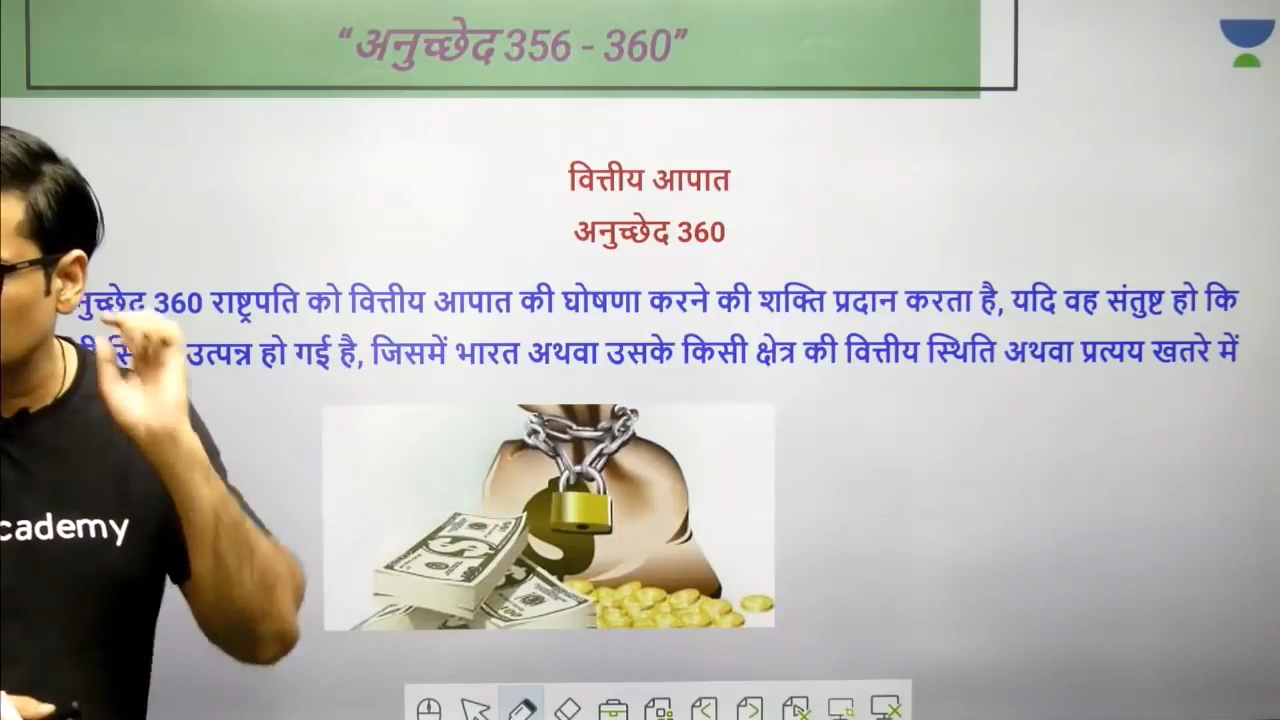 “अनुच्छेद 356 - 360”
वित्तीय आपात
अनुच्छेद 360
360 राष्ट्रपति को वित्तीय आपात की घोषणा करने की शक्ति प्रदान करता है, यदि वह संतुष्ट हो कि
उत्पन्न हो गई है, जिसमें भारत अथवा उसके किसी क्षेत्र की वित्तीय स्थिति अथवा प्रत्यय खतरे में
cademy